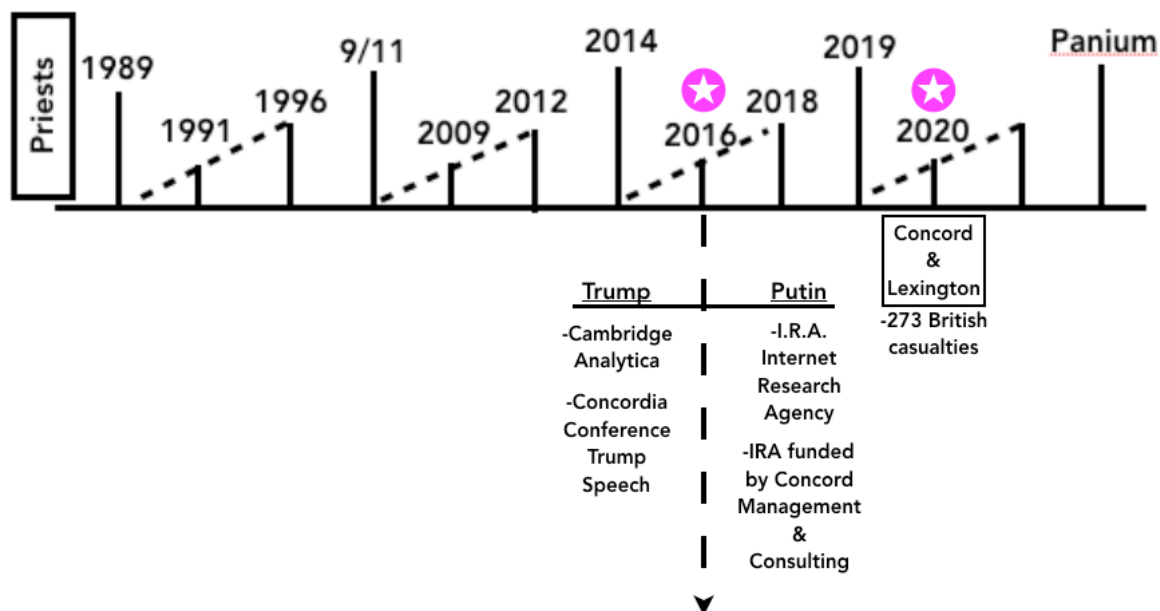 Priests
1989
1991
1996
9/11
2009
2012
2014
2016
2018
2019
2020
Panium
Trump
-Cambridge
Analytica
-Concordia
Conference
Trump
Speech
Putin
-I.R.A.
Internet
Research
Agency
-IRA funded
by Concord
Management
&
Consulting
Concord
&
Lexington
-273 British
casualties